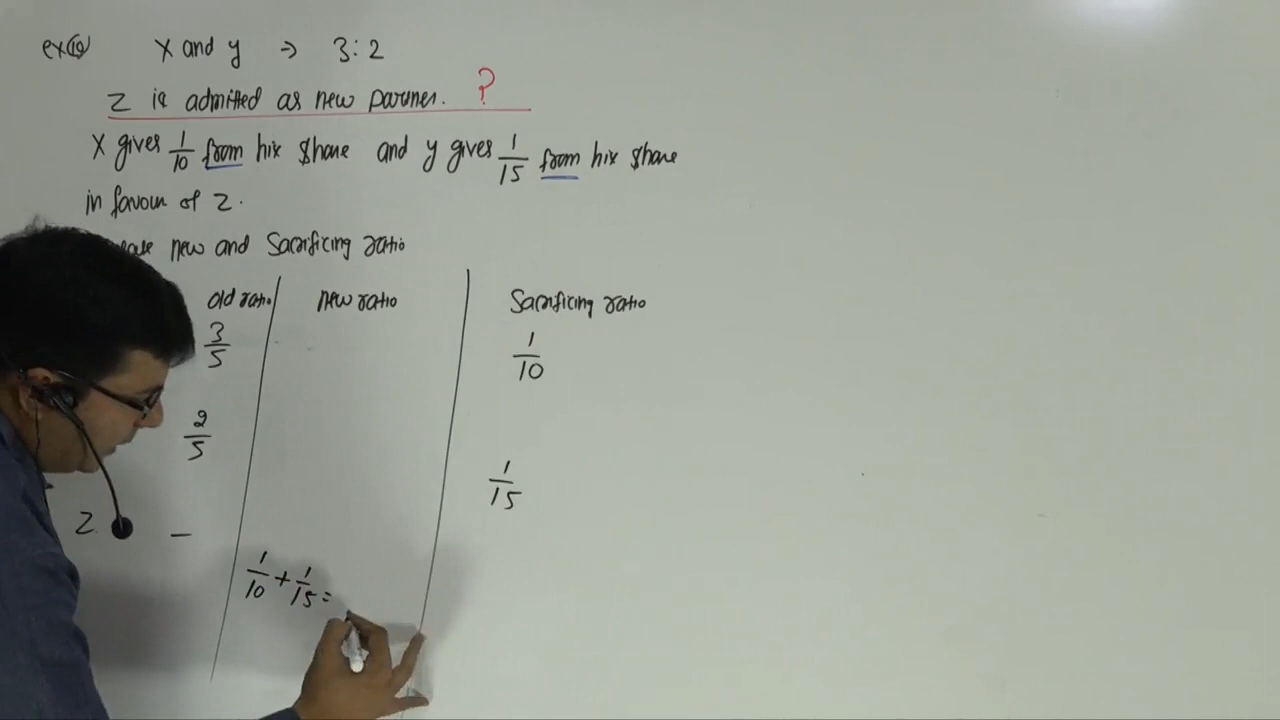 ex(10) X and y → 3:2
Z is admitted as new partner. ?
X gives 1/10 from his share and y gives 1/15 from his share
in favour of Z.
new and Sacrificing ratio
Old ratio new ratio Sacrificing ratio
3/5 1/10
2/5 1/15
Z –
1/10 + 1/15 =